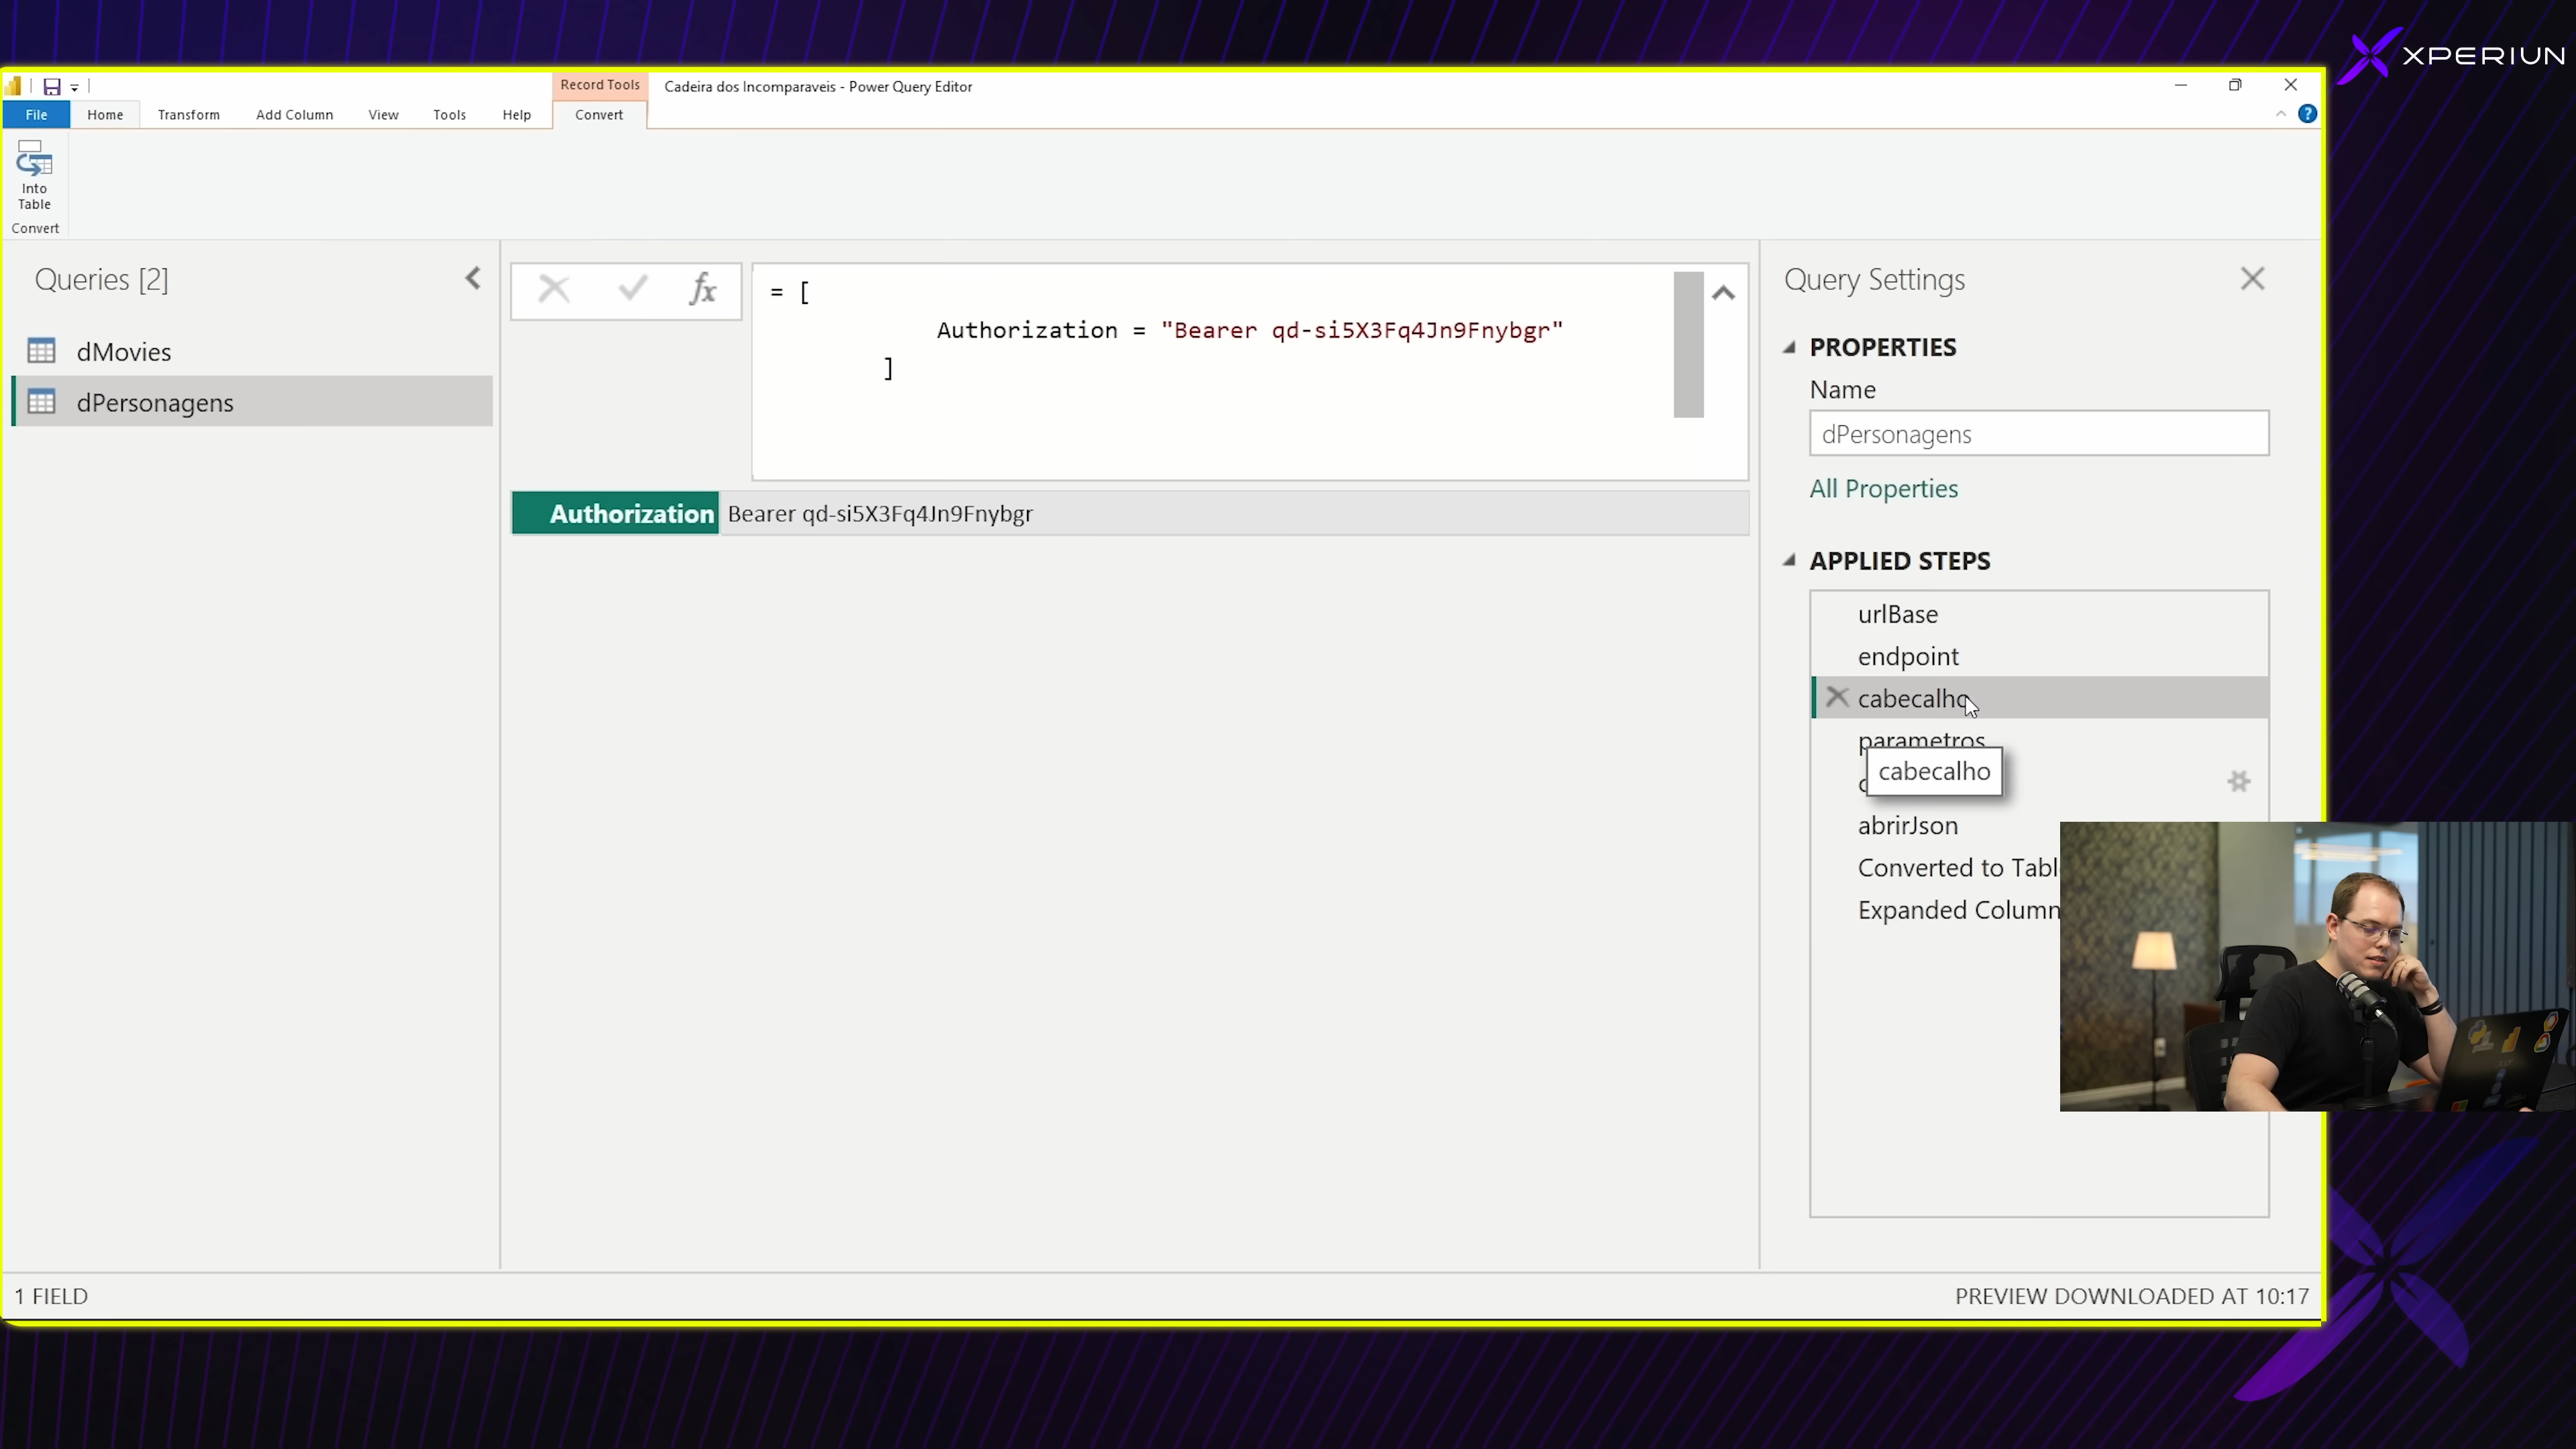 XPERIUN
Record Tools
Cadeira dos Incomparaveis - Power Query Editor
File
Home
Transform
Add Column
View
Tools
Help
Convert
?
Into
Table
Convert
Queries [2]
dMovies
dPersonagens
fx
= [
Authorization = "Bearer qd-si5X3Fq4Jn9Fnybgr"
]
Authorization
Bearer qd-si5X3Fq4Jn9Fnybgr
Query Settings
PROPERTIES
Name
dPersonagens
All Properties
APPLIED STEPS
urlBase
endpoint
cabecalho
parametros
cabecalho
abrirJson
Converted to Tabl
Expanded Column
1 FIELD
PREVIEW DOWNLOADED AT 10:17